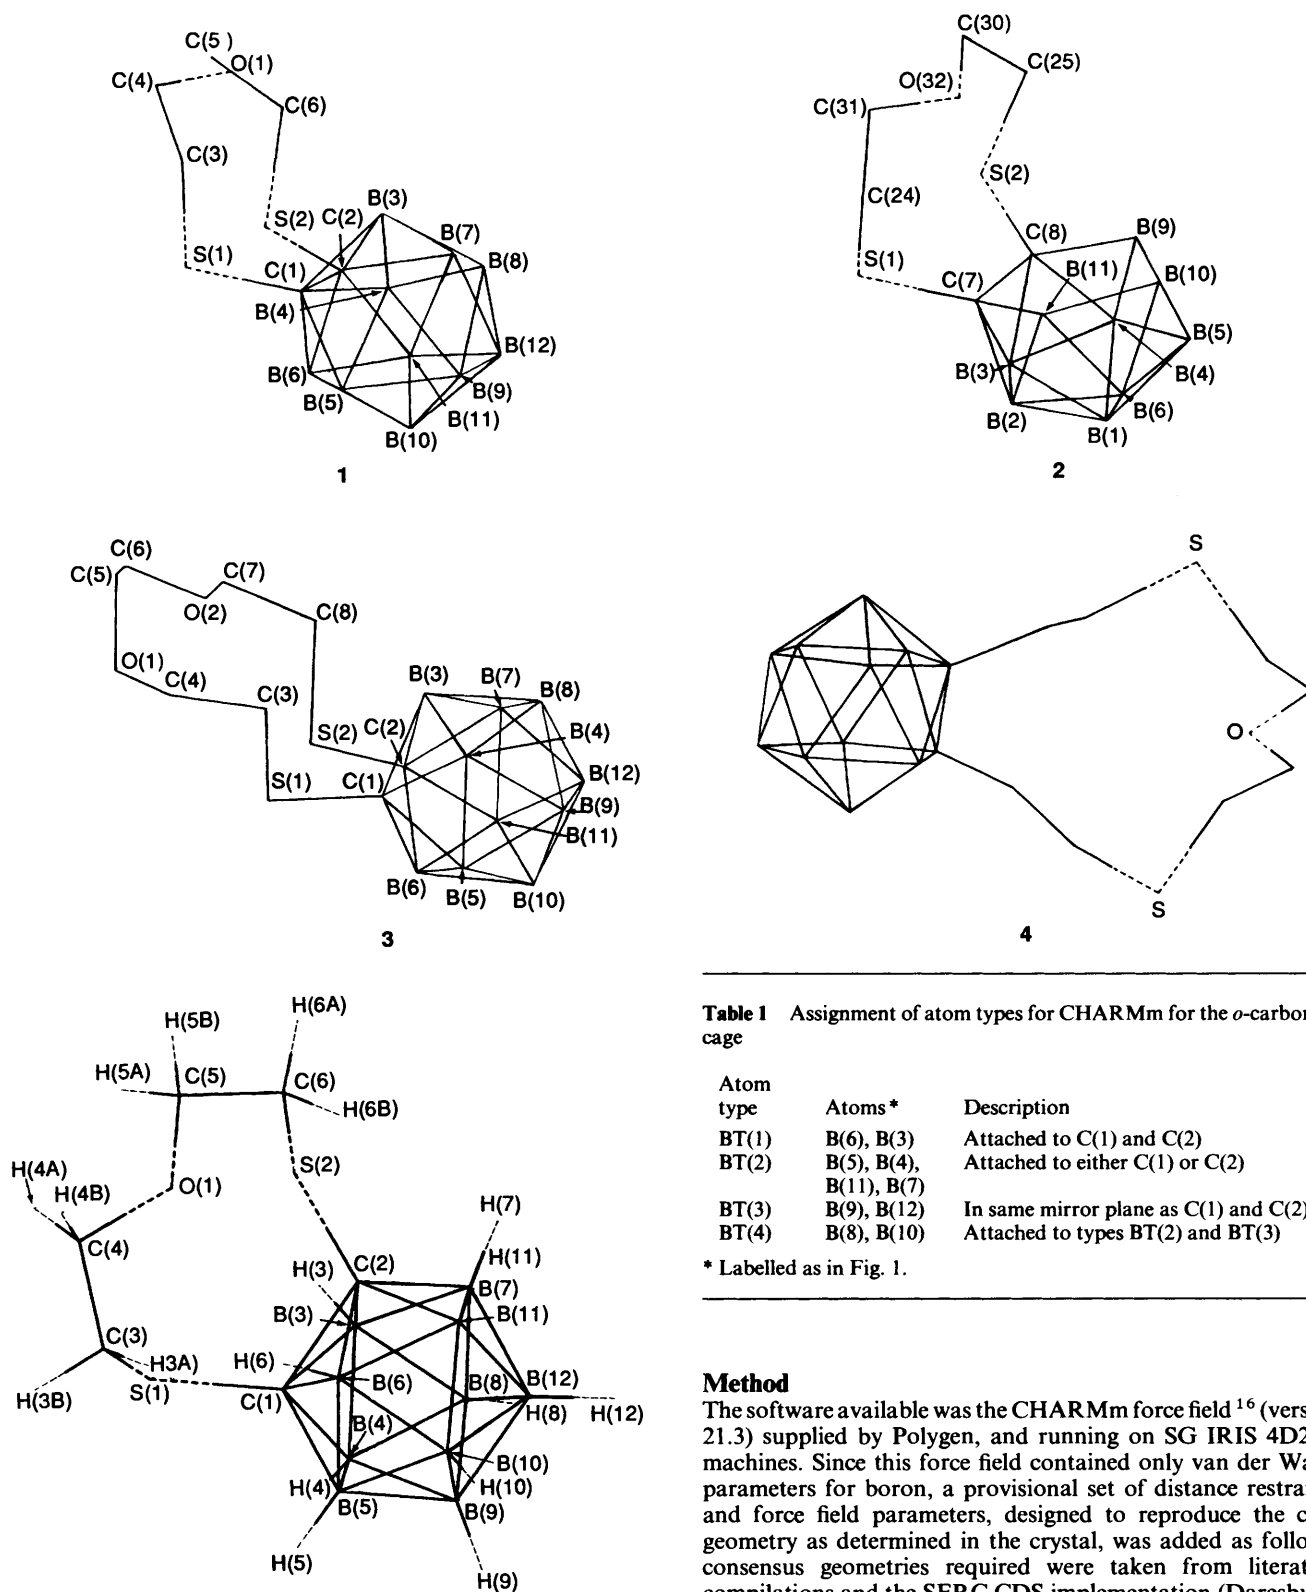 C(5)
O(1)
C(4)
C(6)
C(3)
B(3)
S(2)
C(2)
B(7)
S(1)
C(1)
B(8)
B(4)
B(12)
B(6)
B(9)
B(5)
B(11)
B(10)
1
C(30)
C(25)
O(32)
C(31)
S(2)
C(24)
C(8)
B(9)
S(1)
B(11)
B(10)
C(7)
B(5)
B(3)
B(4)
B(2)
B(6)
B(1)
2
C(6)
C(5)
C(7)
O(2)
C(8)
O(1)
C(4)
C(3)
B(3)
B(7)
B(8)
S(2)
C(2)
B(4)
S(1)
C(1)
B(12)
B(9)
B(11)
B(6)
B(5)
B(10)
3
S
O
S
4
H(6A)
H(5B)
H(5A)
C(5)
C(6)
H(6B)
S(2)
H(4A)
H(4B)
O(1)
H(7)
C(4)
H(3)
C(2)
H(11)
B(7)
B(3)
B(11)
C(3)
H3A)
H(6)
B(6)
B(8)
B(12)
H(3B)
S(1)
C(1)
H(8)
H(12)
B(4)
B(10)
H(4)
H(10)
B(5)
B(9)
H(5)
H(9)
Table 1 Assignment of atom types for CHARMm for the o-carbor
cage
Atom
type Atoms* Description
BT(1) B(6), B(3) Attached to C(1) and C(2)
BT(2) B(5), B(4), Attached to either C(1) or C(2)
B(11), B(7)
BT(3) B(9), B(12) In same mirror plane as C(1) and C(2)
BT(4) B(8), B(10) Attached to types BT(2) and BT(3)
* Labelled as in Fig. 1.
Method
The software available was the CHARMm force field 16 (vers
21.3) supplied by Polygen, and running on SG IRIS 4D2
machines. Since this force field contained only van der Wa
parameters for boron, a provisional set of distance restra
and force field parameters, designed to reproduce the c
geometry as determined in the crystal, was added as follo
consensus geometries required were taken from literat
compilations and the SERC CDS implementation (Daresbu